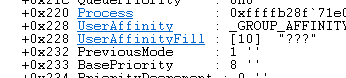 +0x220 Process : 0xffffb28f`71e0
+0x228 UserAffinity : _GROUP_AFFINITY
+0x228 UserAffinityFill : [10] "???"
+0x232 PreviousMode : 1 ''
+0x233 BasePriority : 8 ''